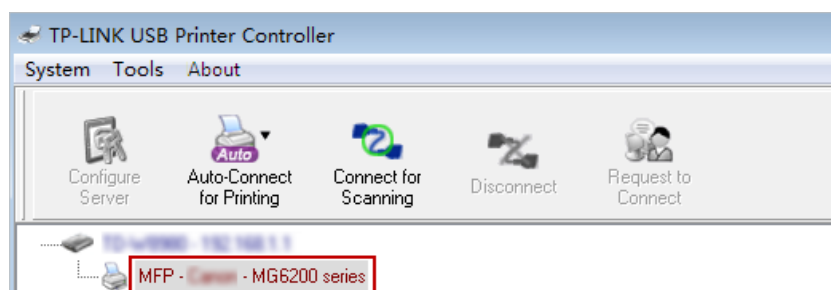 TP-LINK USB Printer Controller
System Tools About
Auto
Configure Server
Auto-Connect for Printing
Connect for Scanning
Disconnect
Request to Connect
MFP - - MG6200 series